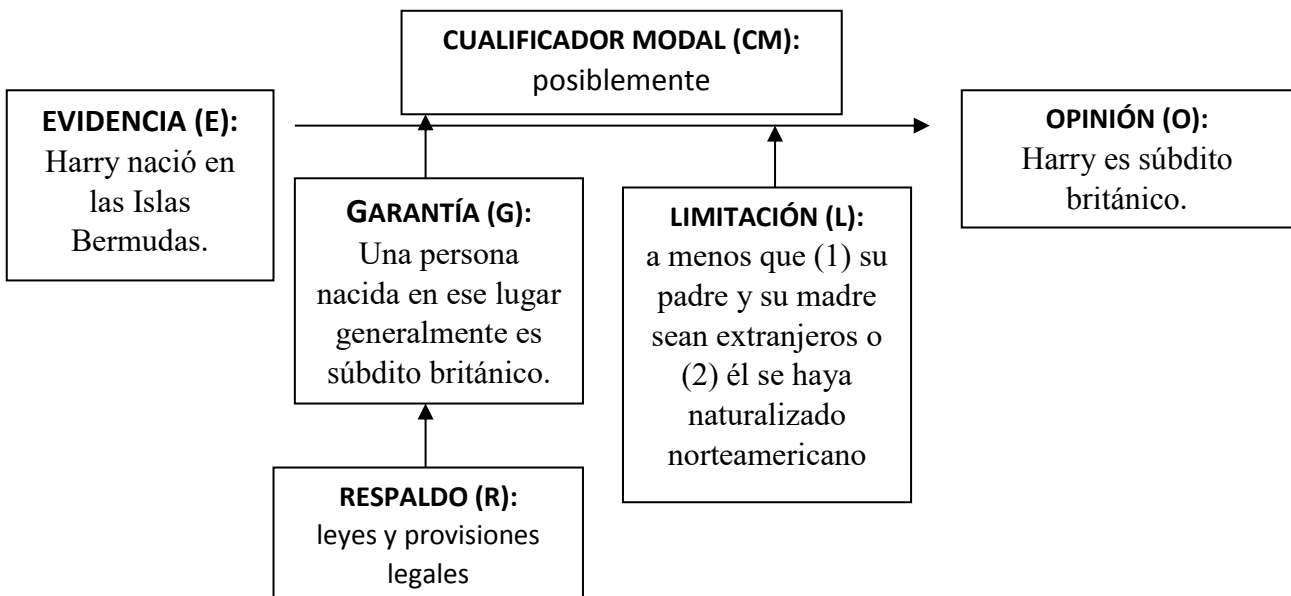 CUALIFICADOR MODAL (CM):
posiblemente
EVIDENCIA (E):
Harry nació en
las Islas
Bermudas.
OPINIÓN (O):
Harry es súbdito
británico.
GARANTÍA (G):
Una persona
nacida en ese lugar
generalmente es
súbdito británico.
LIMITACIÓN (L):
a menos que (1) su
padre y su madre
sean extranjeros o
(2) él se haya
naturalizado
norteamericano
RESPALDO (R):
leyes y provisiones
legales